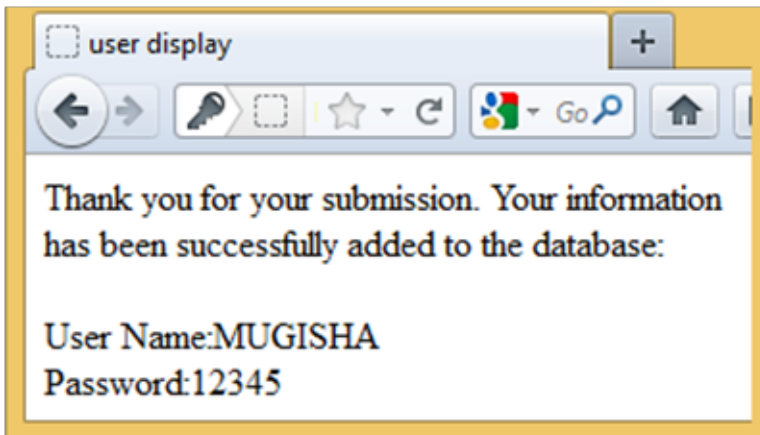 user display
Go
Thank you for your submission. Your information
has been successfully added to the database:
User Name:MUGISHA
Password:12345